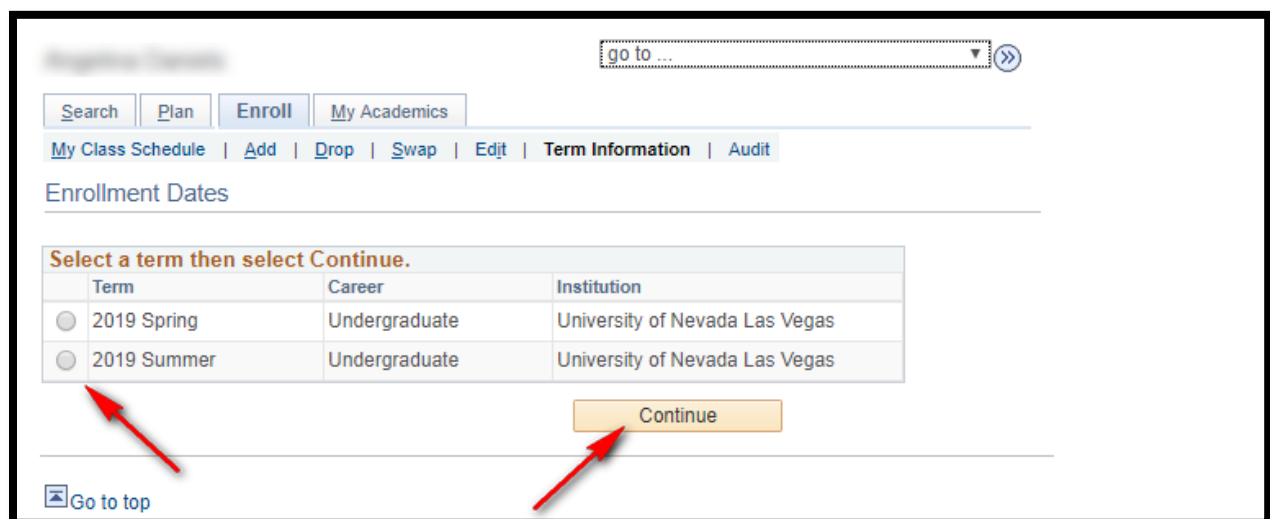 go to ...
Search Plan Enroll My Academics
My Class Schedule | Add | Drop | Swap | Edit | Term Information | Audit
Enrollment Dates
Select a term then select Continue.
Term Career Institution
2019 Spring Undergraduate University of Nevada Las Vegas
2019 Summer Undergraduate University of Nevada Las Vegas
Continue
Go to top